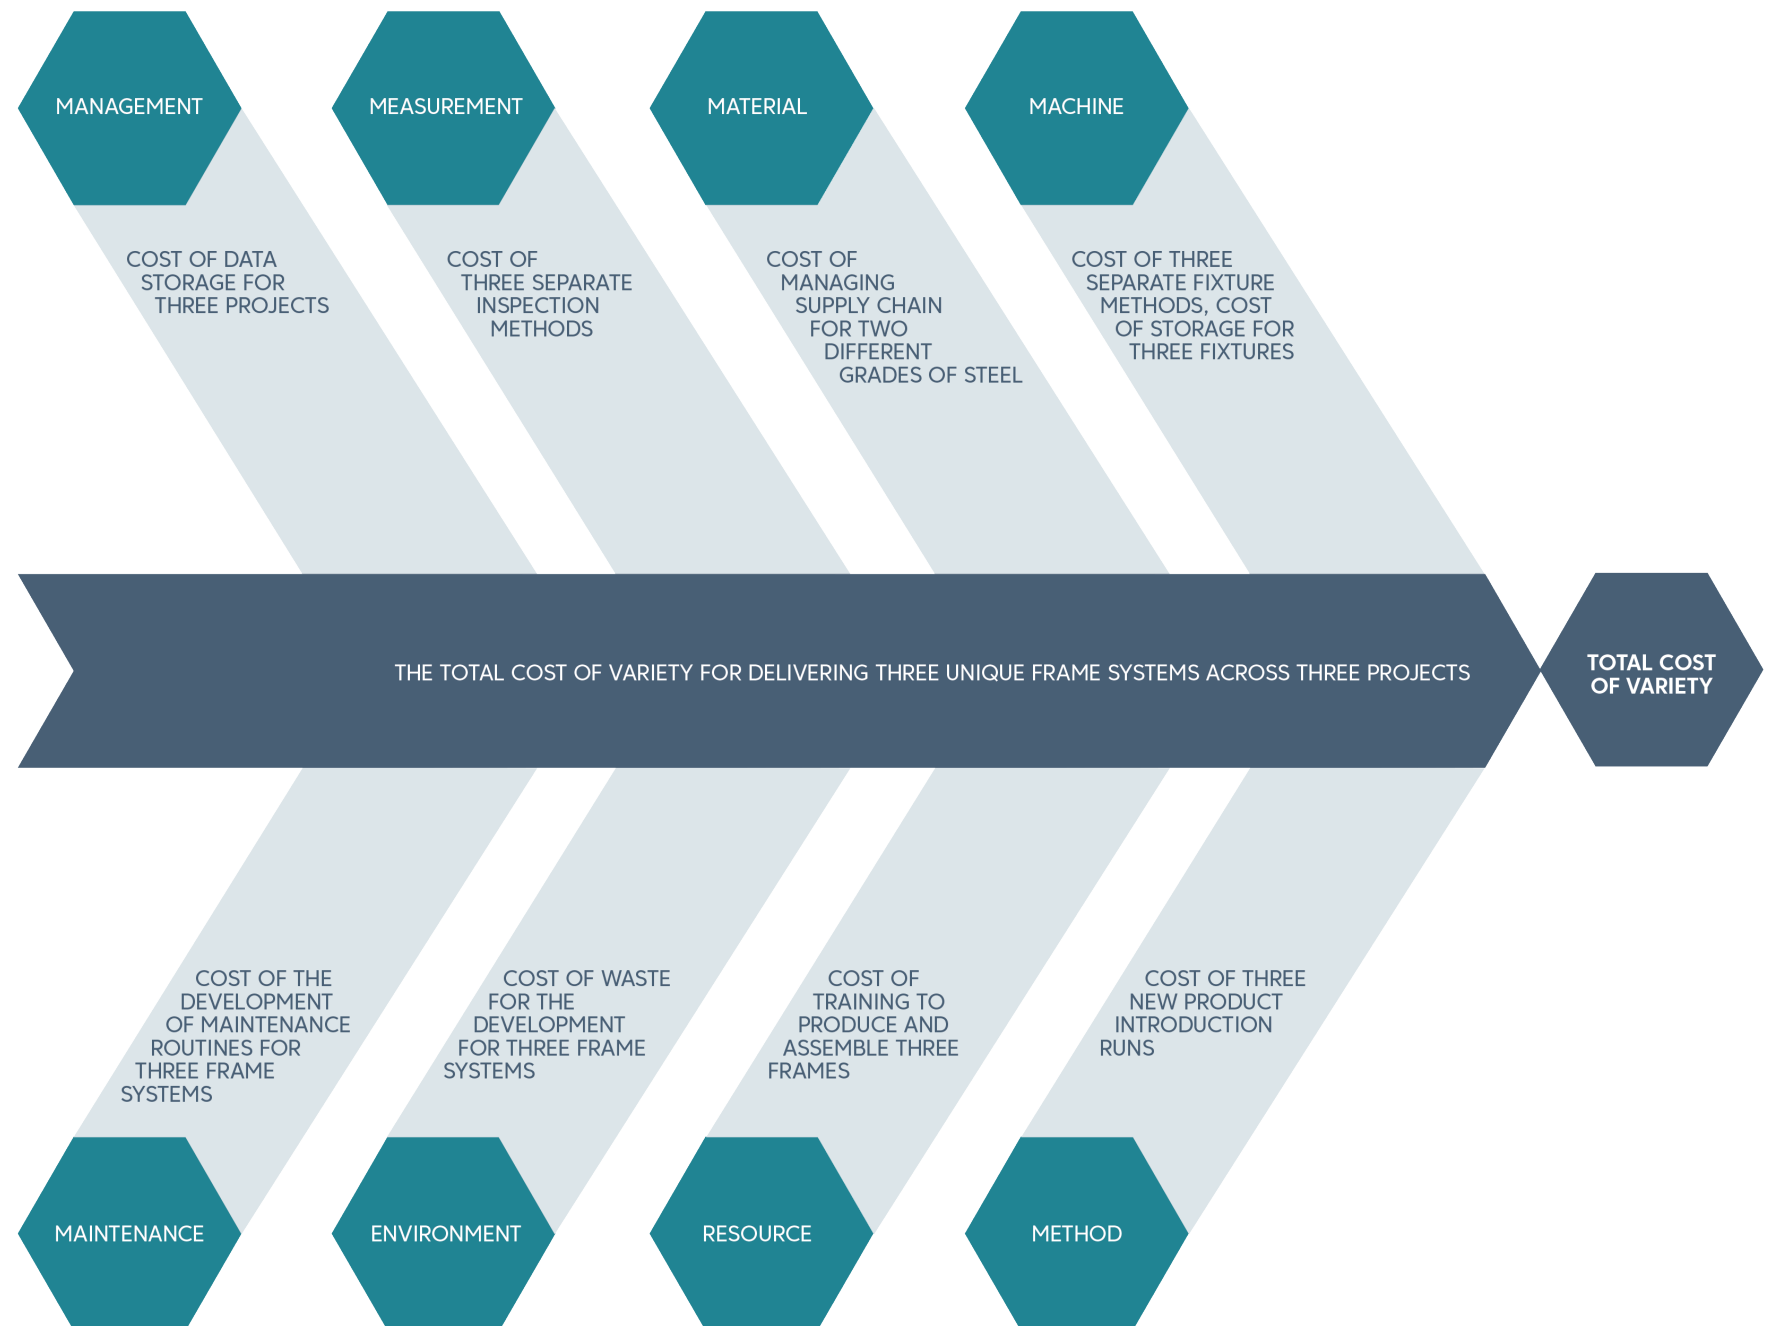 MANAGEMENT
MEASUREMENT
MATERIAL
MACHINE
COST OF DATA
STORAGE FOR
THREE PROJECTS
COST OF
THREE SEPARATE
INSPECTION
METHODS
COST OF
MANAGING
SUPPLY CHAIN
FOR TWO
DIFFERENT
GRADES OF STEEL
COST OF THREE
SEPARATE FIXTURE
METHODS, COST
OF STORAGE FOR
THREE FIXTURES
THE TOTAL COST OF VARIETY FOR DELIVERING THREE UNIQUE FRAME SYSTEMS ACROSS THREE PROJECTS
TOTAL COST
OF VARIETY
COST OF THE
DEVELOPMENT
OF MAINTENANCE
ROUTINES FOR
THREE FRAME
SYSTEMS
COST OF WASTE
FOR THE
DEVELOPMENT
FOR THREE FRAME
SYSTEMS
COST OF
TRAINING TO
PRODUCE AND
ASSEMBLE THREE
FRAMES
COST OF THREE
NEW PRODUCT
INTRODUCTION
RUNS
MAINTENANCE
ENVIRONMENT
RESOURCE
METHOD